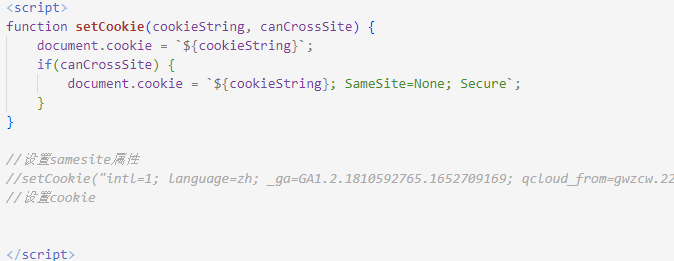 <script>
function setCookie(cookieString, canCrossSite) {
document.cookie = `${cookieString}`;
if(canCrossSite) {
document.cookie = `${cookieString}; SameSite=None; Secure`;
}
}
//设置samesite属性
//setCookie("intl=1; language=zh; _ga=GA1.2.1810592765.1652709169; qcloud_from=gwzcw.22
//设置cookie
</script>